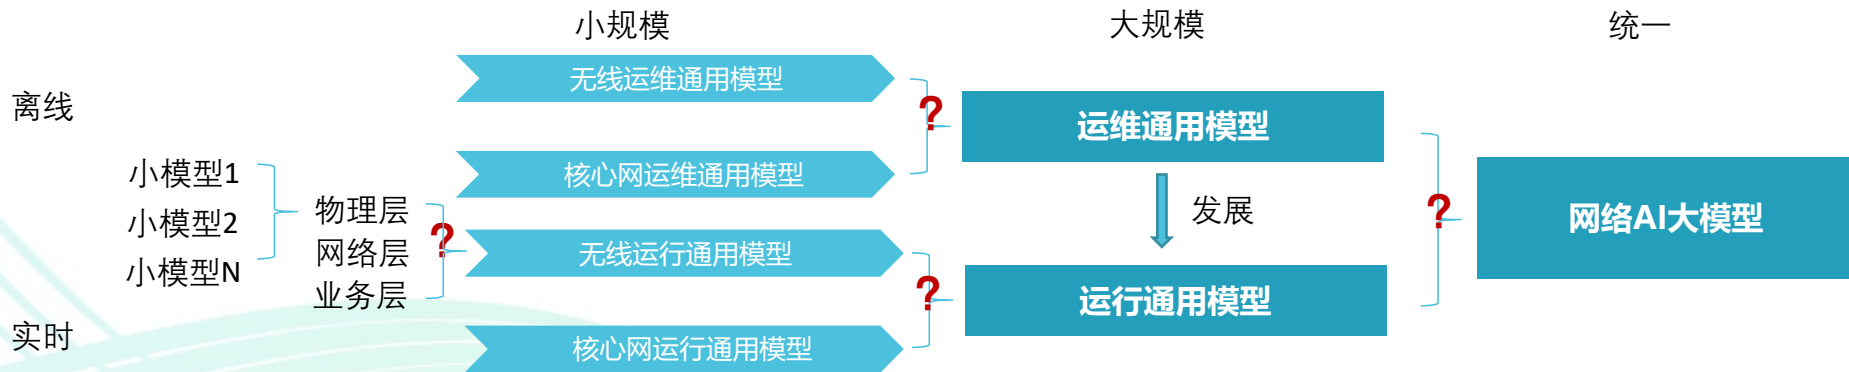 小规模
大规模
统一
离线
无线运维通用模型
?
运维通用模型
核心网运维通用模型
小模型1
小模型2
小模型N
物理层
网络层
业务层
?
发展
?
网络AI大模型
无线运行通用模型
?
运行通用模型
实时
核心网运行通用模型